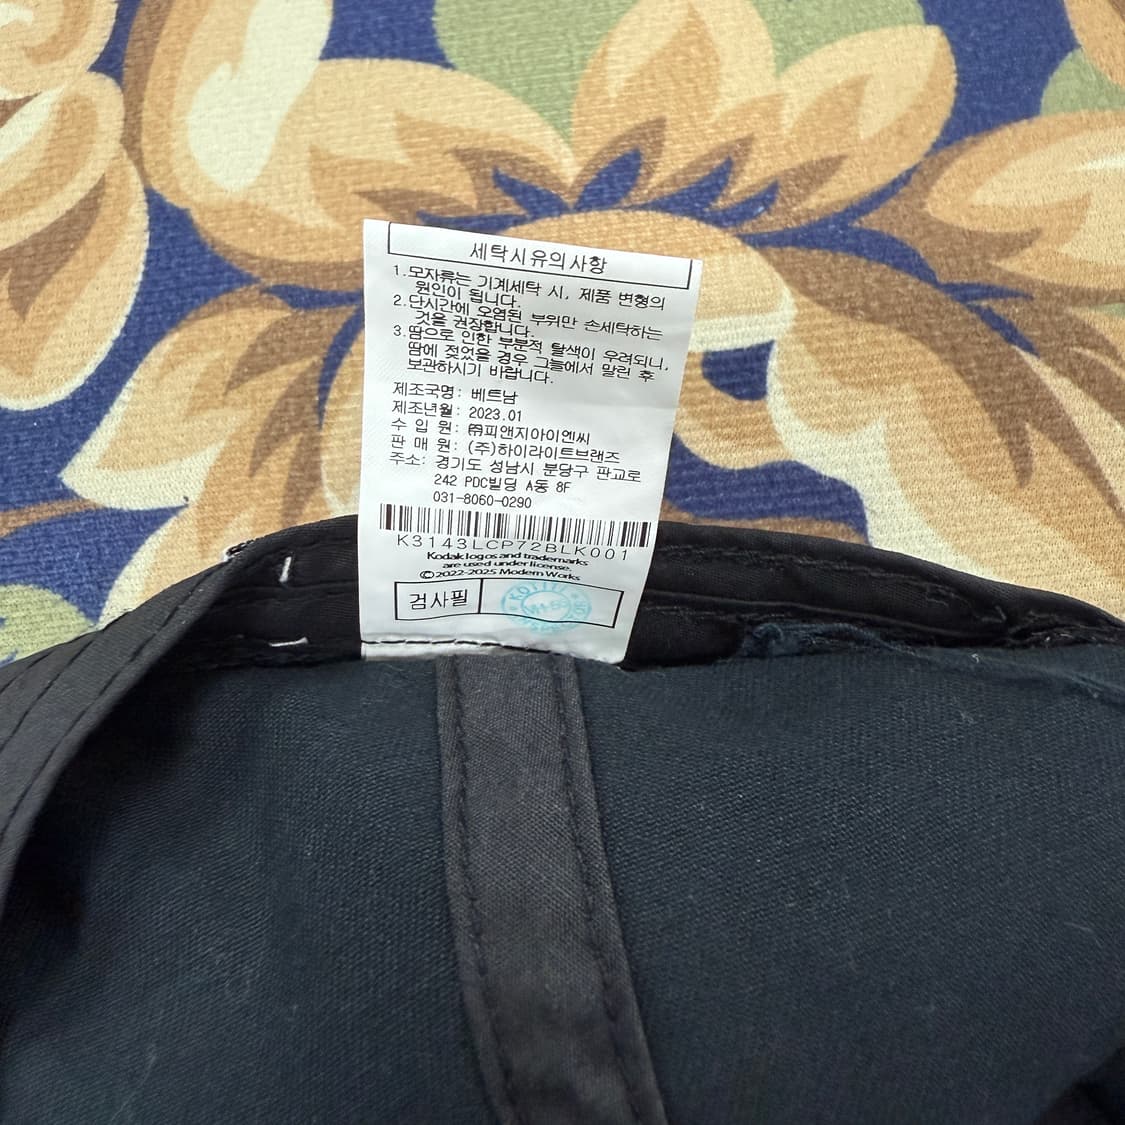 세탁시유의사항
1.모자류는 기계세탁 시, 제품 변형의
원인이 됩니다.
2.단시간에 오염된 부위만 손세탁하는
것을 권장합니다.
3.땀으로 인한 부분적 탈색이 우려되니,
땀에 젖었을 경우 그늘에서 말린 후
보관하시기 바랍니다.
제조국명: 베트남
제조년월: 2023.01
수 입 원: ㈜피앤지아이엔씨
판 매 원: (주)하이라이트브랜즈
주소: 경기도 성남시 분당구 판교로
242 PDC빌딩 A동 8F
031-8060-0290
K3143LCP72BLK001
Kodak logos and trademarks
are used under license.
©2022-2025 Modern Works
검사필